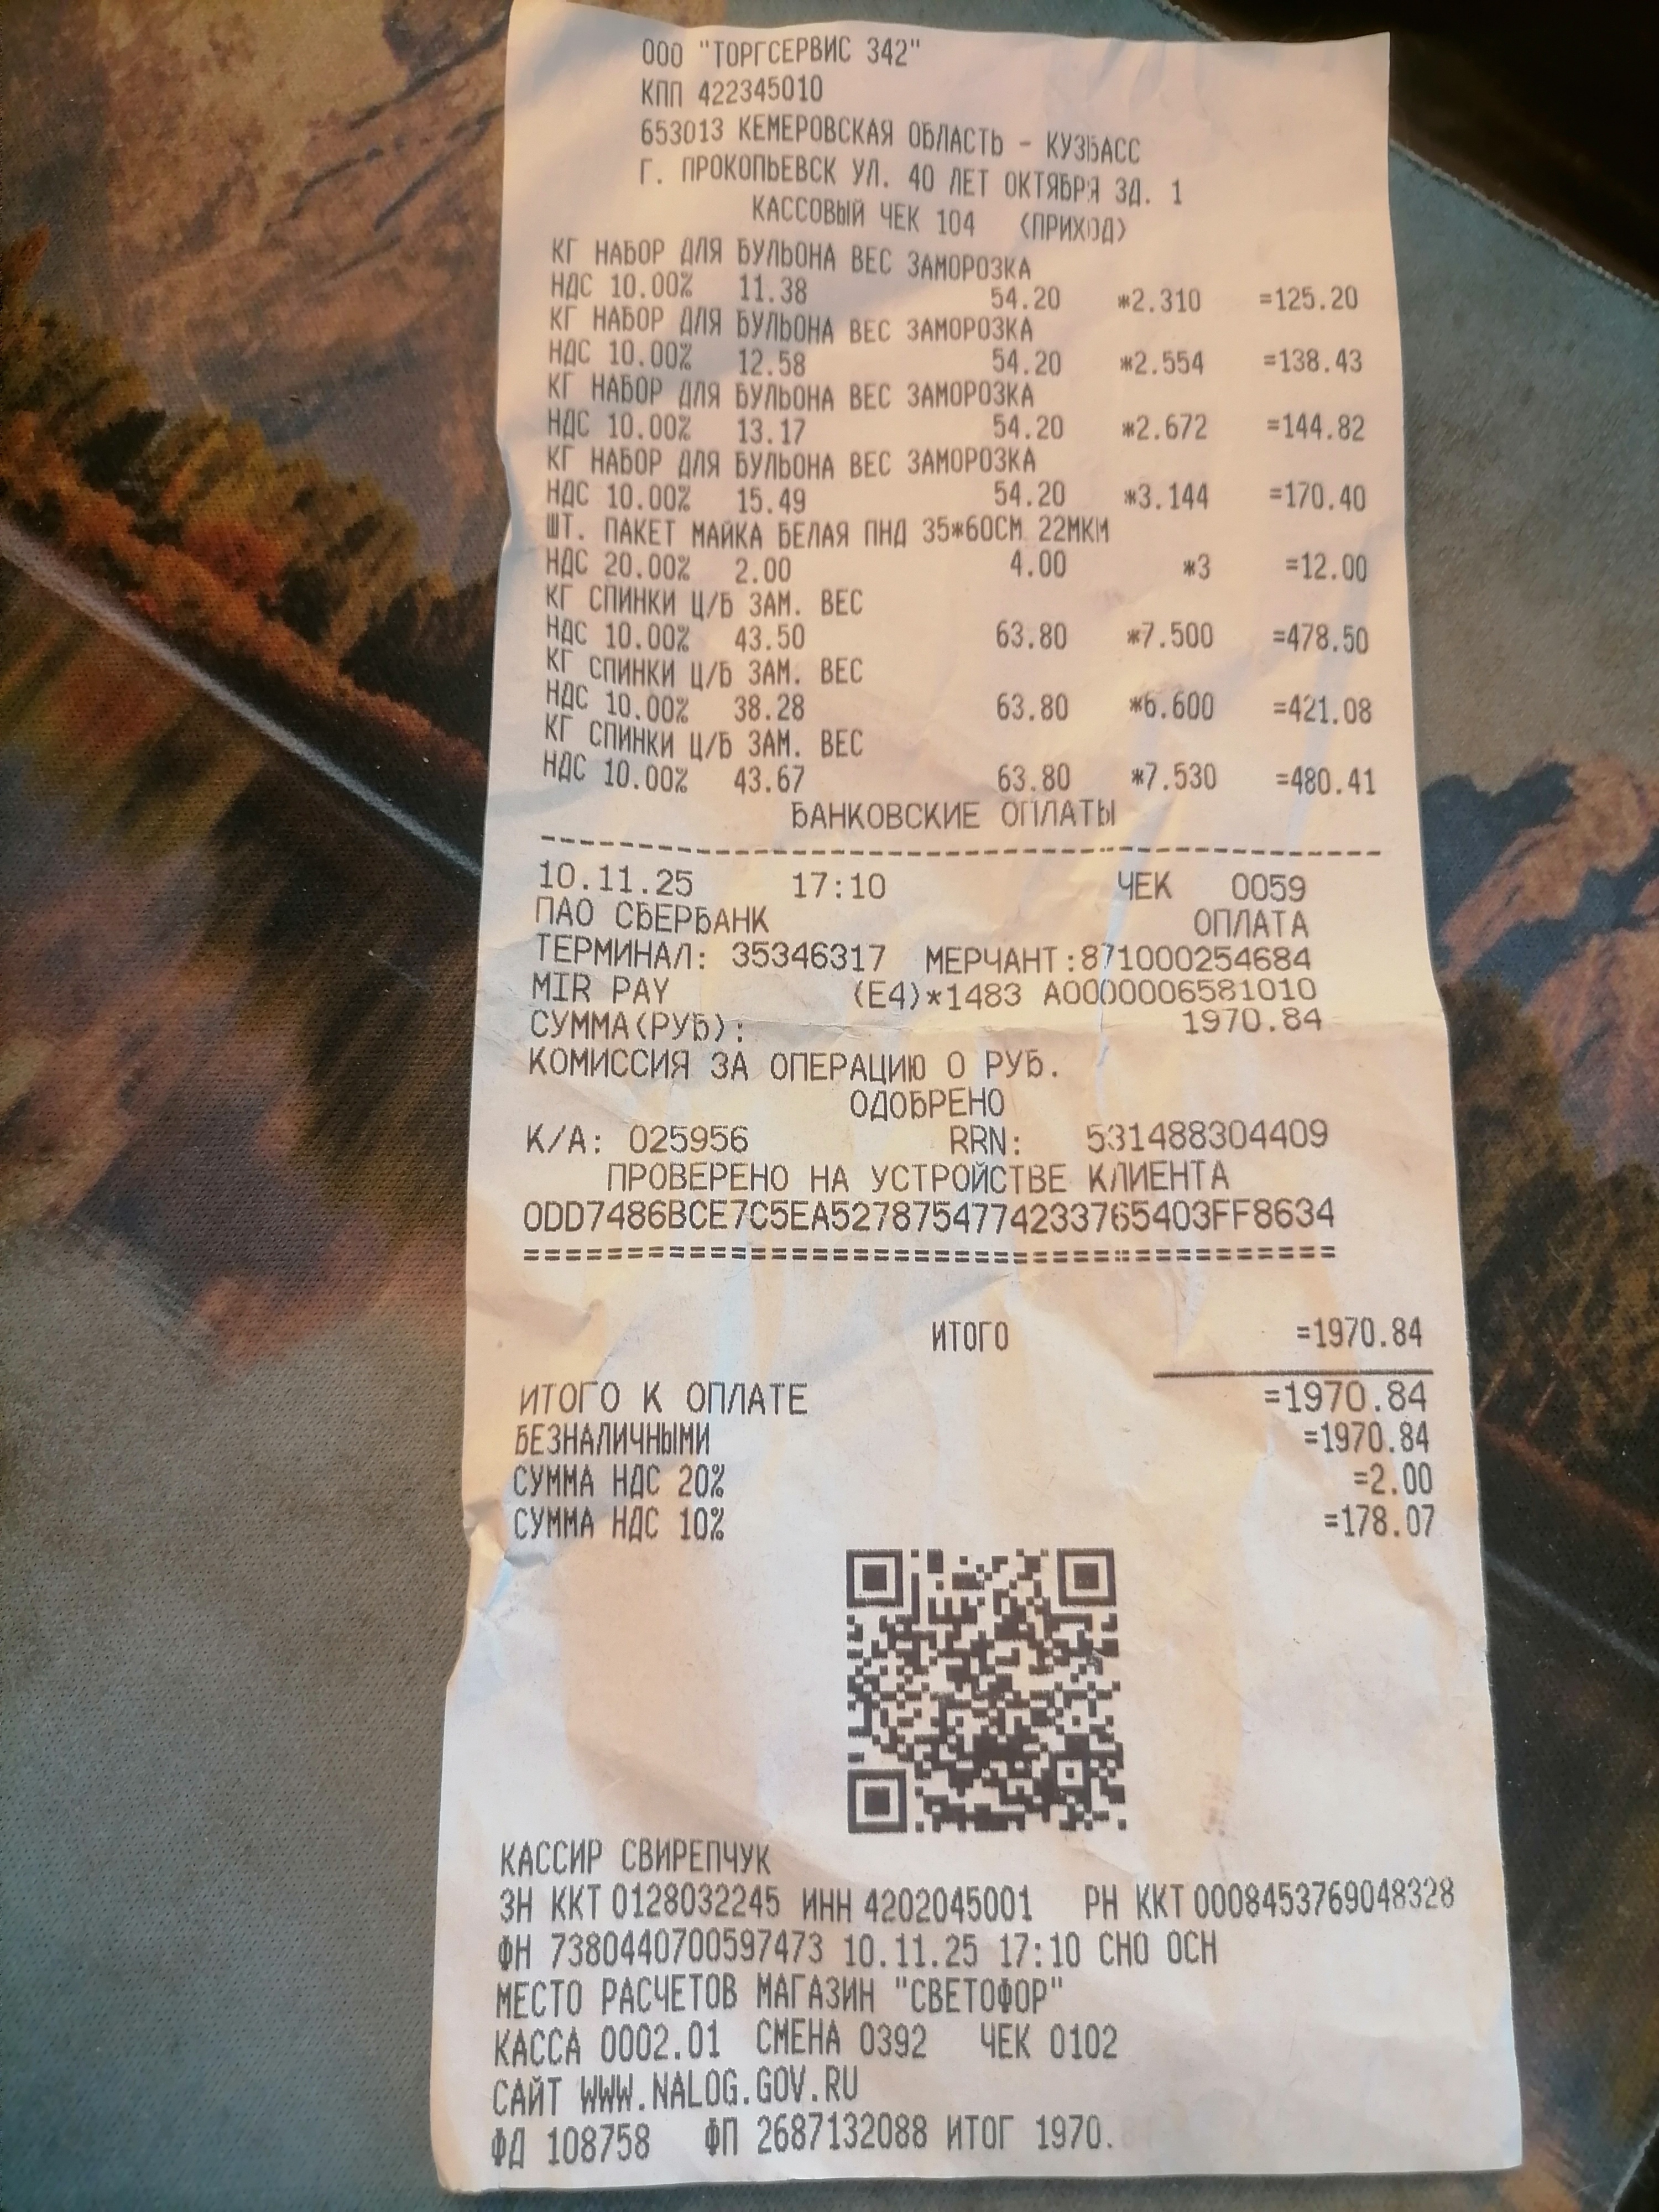 ООО "ТОРГСЕРВИС 342"
КПП 422345010
653013 КЕМЕРОВСКАЯ ОБЛАСТЬ - КУЗБАСС
Г. ПРОКОПЬЕВСК УЛ. 40 ЛЕТ ОКТЯБРЯ ЗД. 1
КАССОВЫЙ ЧЕК 104 (ПРИХОД)
КГ НАБОР ДЛЯ БУЛЬОНА ВЕС ЗАМОРОЗКА
НДС 10.00% 11.38 54.20 *2.310 =125.20
КГ НАБОР ДЛЯ БУЛЬОНА ВЕС ЗАМОРОЗКА
НДС 10.00% 12.58 54.20 *2.554 =138.43
КГ НАБОР ДЛЯ БУЛЬОНА ВЕС ЗАМОРОЗКА
НДС 10.00% 13.17 54.20 *2.672 =144.82
КГ НАБОР ДЛЯ БУЛЬОНА ВЕС ЗАМОРОЗКА
НДС 10.00% 15.49 54.20 *3.144 =170.40
ШТ. ПАКЕТ МАЙКА БЕЛАЯ ПНД 35*60СМ 22МКМ
НДС 20.00% 2.00 4.00 *3 =12.00
КГ СПИНКИ Ц/Б ЗАМ. ВЕС
НДС 10.00% 43.50 63.80 *7.500 =478.50
КГ СПИНКИ Ц/Б ЗАМ. ВЕС
НДС 10.00% 38.28 63.80 *6.600 =421.08
КГ СПИНКИ Ц/Б ЗАМ. ВЕС
НДС 10.00% 43.67 63.80 *7.530 =480.41
БАНКОВСКИЕ ОПЛАТЫ
10.11.25 17:10 ЧЕК 0059
ПАО СБЕРБАНК ОПЛАТА
ТЕРМИНАЛ: 35346317 МЕРЧАНТ:871000254684
MIR PAY (E4)*1483 A0000006581010
СУММА(РУБ): 1970.84
КОМИССИЯ ЗА ОПЕРАЦИЮ 0 РУБ.
ОДОБРЕНО
К/А: 025956 RRN: 531488304409
ПРОВЕРЕНО НА УСТРОЙСТВЕ КЛИЕНТА
0DD7486BCE7C5EA5278754774233765403FF8634
========================================
ИТОГО =1970.84
ИТОГО К ОПЛАТЕ =1970.84
БЕЗНАЛИЧНЫМИ =1970.84
СУММА НДС 20% =2.00
СУММА НДС 10% =178.07
КАССИР СВИРЕПЧУК
ЗН ККТ 0128032245 ИНН 4202045001 РН ККТ 0008453769048328
ФН 7380440700597473 10.11.25 17:10 СНО ОСН
МЕСТО РАСЧЕТОВ МАГАЗИН "СВЕТОФОР"
КАССА 0002.01 СМЕНА 0392 ЧЕК 0102
САЙТ WWW.NALOG.GOV.RU
ФД 108758 ФП 2687132088 ИТОГ 1970.